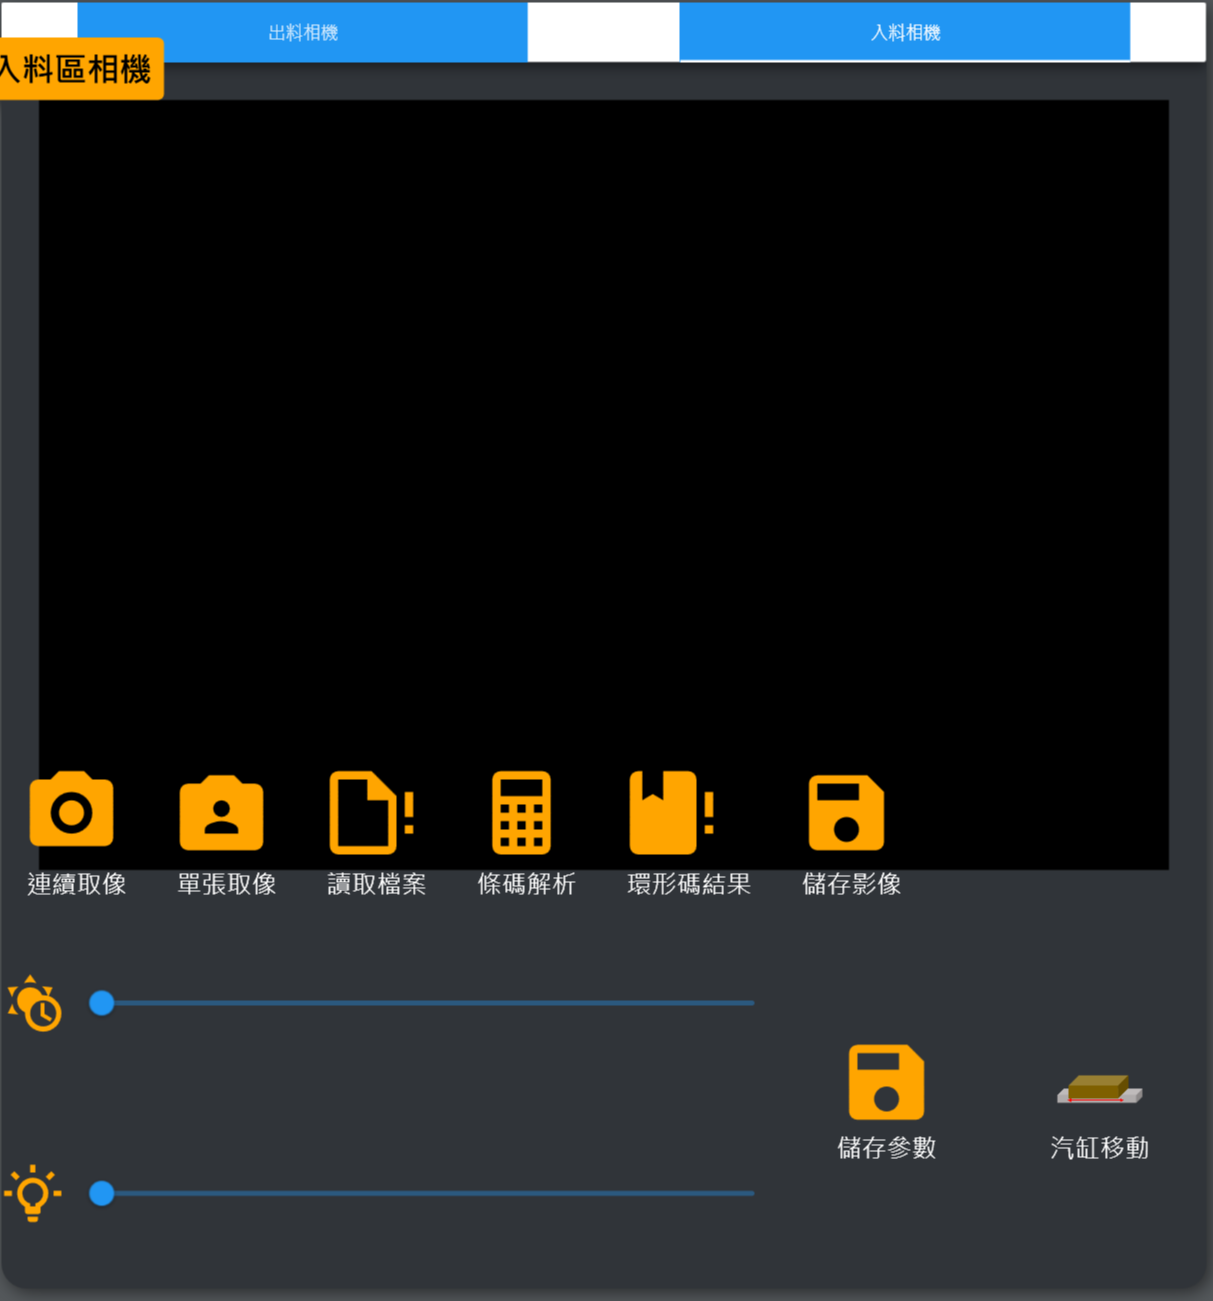 出料相機
入料相機
入料區相機
連續取像
單張取像
讀取檔案
條碼解析
環形碼結果
儲存影像
儲存參數
汽缸移動